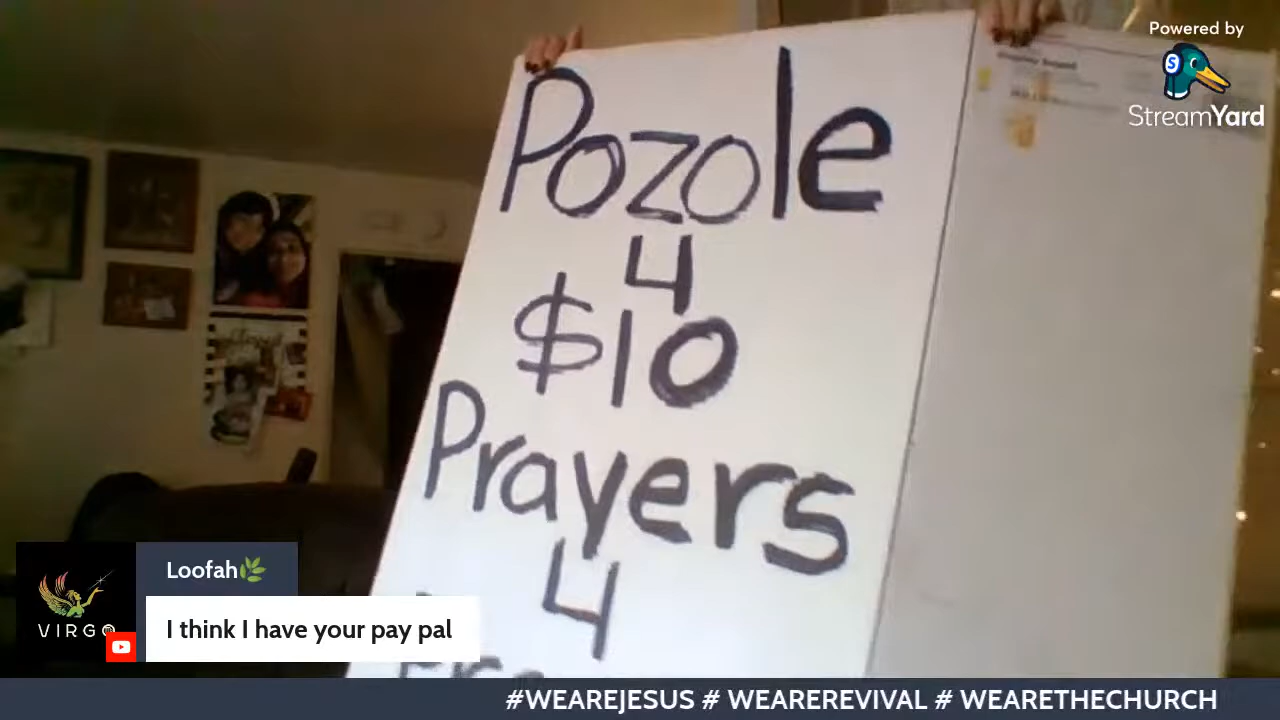 Powered by
StreamYard
Pozole
4
$10
Prayers
4
Loofah
VIRGO
I think I have your pay pal
#WEAREJESUS # WEAREREVIVAL # WEARETHECHURCH